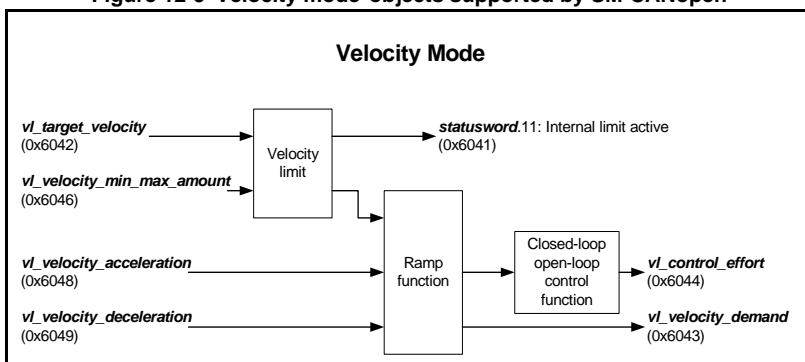 Figure 12-3 Velocity mode objects supported by SM-CANopen
Velocity Mode
vl_target_velocity
(0x6042)
vl_velocity_min_max_amount
(0x6046)
vl_velocity_acceleration
(0x6048)
vl_velocity_deceleration
(0x6049)
Velocity
limit
statusword.11: Internal limit active
(0x6041)
Ramp
function
Closed-loop
open-loop
control
function
vl_control_effort
(0x6044)
vl_velocity_demand
(0x6043)